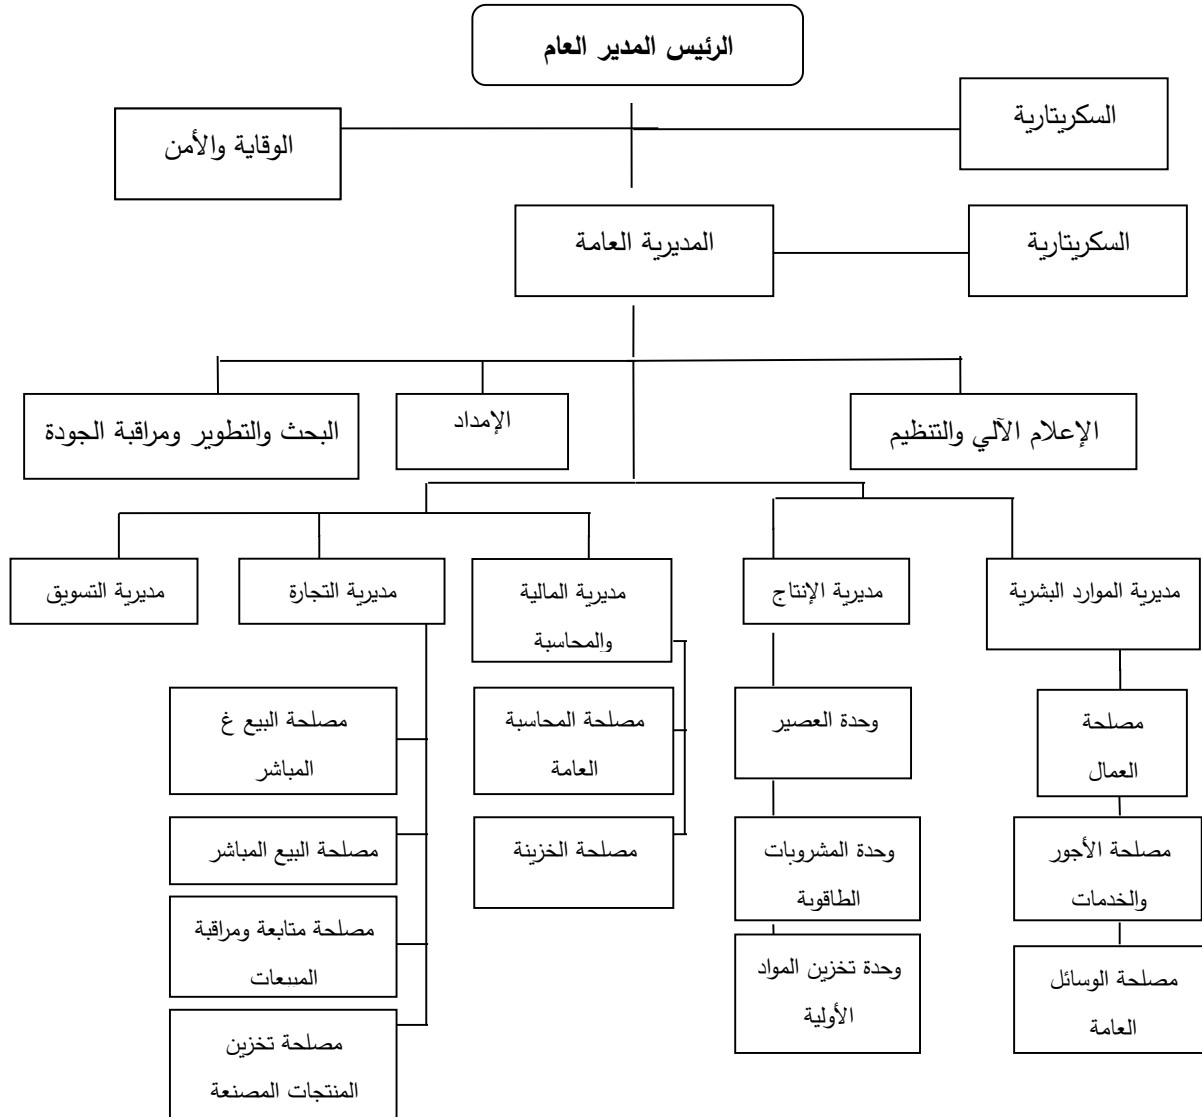 الرئيس المدير العام
السكريتارية
الوقاية والأمن
السكريتارية
المديرية العامة
الإعلام الآلي والتنظيم
الإمداد
البحث والتطوير ومراقبة الجودة
مديرية الموارد البشرية
مديرية الإنتاج
مديرية المالية
والمحاسبة
مديرية التجارة
مديرية التسويق
مصلحة
العمال
وحدة العصير
مصلحة المحاسبة
العامة
مصلحة البيع غ
المباشر
مصلحة الأجور
والخدمات
وحدة المشروبات
الطاقوية
مصلحة الخزينة
مصلحة البيع المباشر
مصلحة متابعة ومراقبة
المبيعات
مصلحة الوسائل
العامة
وحدة تخزين المواد
الأولية
مصلحة تخزين
المنتجات المصنعة